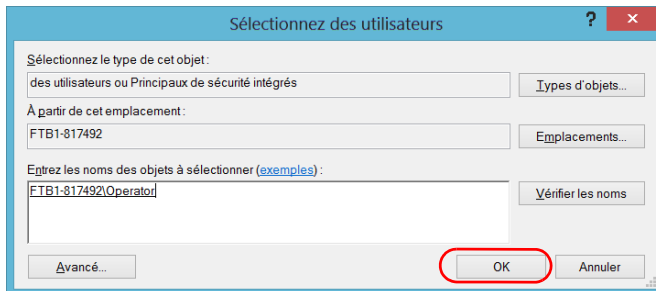 Sélectionnez des utilisateurs
? ×
Sélectionnez le type de cet objet :
des utilisateurs ou Principaux de sécurité intégrés
Types d'objets...
À partir de cet emplacement :
FTB1-817492
Emplacements...
Entrez les noms des objets à sélectionner (exemples) :
FTB1-817492\Operator
Vérifier les noms
Avancé...
OK
Annuler